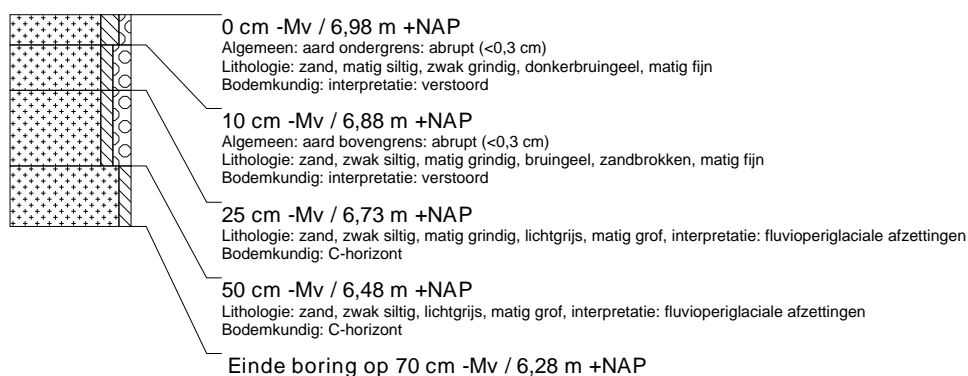 0 cm -Mv / 6,98 m +NAP
Algemeen: aard ondergrens: abrupt (<0,3 cm)
Lithologie: zand, matig siltig, zwak grindig, donkerbruingeel, matig fijn
Bodemkundig: interpretatie: verstoord
10 cm -Mv / 6,88 m +NAP
Algemeen: aard bovengrens: abrupt (<0,3 cm)
Lithologie: zand, zwak siltig, matig grindig, bruingeel, zandbrokken, matig fijn
Bodemkundig: interpretatie: verstoord
25 cm -Mv / 6,73 m +NAP
Lithologie: zand, zwak siltig, matig grindig, lichtgrijs, matig grof, interpretatie: fluvioperiglaciale afzettingen
Bodemkundig: C-horizont
50 cm -Mv / 6,48 m +NAP
Lithologie: zand, zwak siltig, lichtgrijs, matig grof, interpretatie: fluvioperiglaciale afzettingen
Bodemkundig: C-horizont
Einde boring op 70 cm -Mv / 6,28 m +NAP